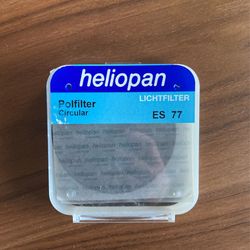 heliopan
LICHTFILTER
Polfilter
Circular
ES 77